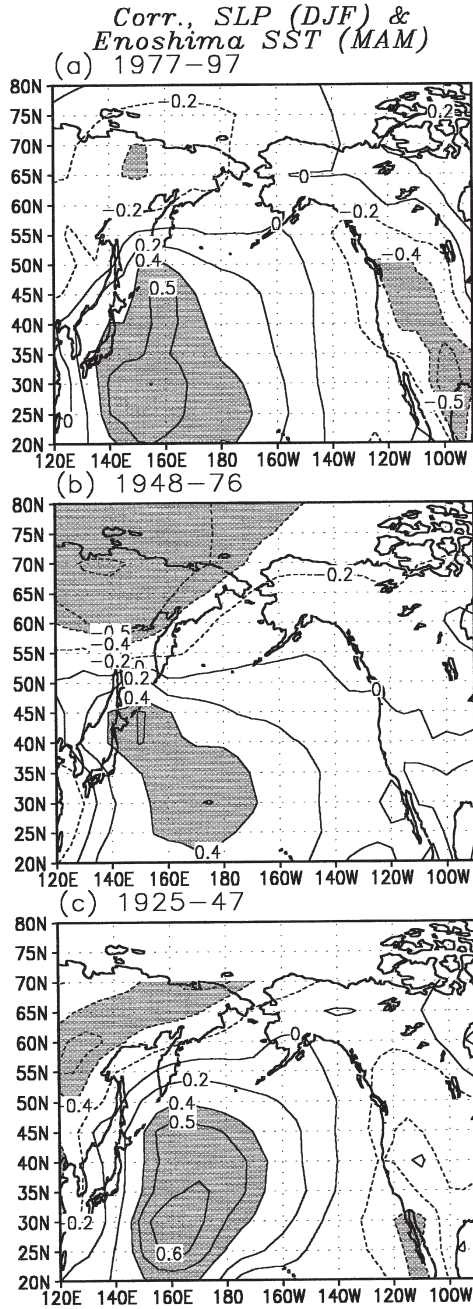 Corr., SLP (DJF) &
Enoshima SST (MAM)
(a) 1977-97
80N
-0.2
0.2
70N
65N
0
60N
-0.2
0
-0.2
55N
0.2
-0.4
50N
0.4
45N
0.5
40N
35N
30N
-0.5
25N
0
20N
120E 140E 160E 180 160W 140W 120W 100W
(b) 1948-76
80N
75N
70N
-0.2
65N
60N
-0.5
55N
-0.4
-0.2
0
50N
0.2
0
45N
0.4
40N
35N
30N
25N
0.4
20N
120E 140E 160E 180 160W 140W 120W 100W
(c) 1925-47
80N
75N
70N
65N
60N
0
55N
0.2
50N
0.4
0.4
45N
0.5
40N
35N
30N
0.2
25N
0.6
20N
120E 140E 160E 180 160W 140W 120W 100W